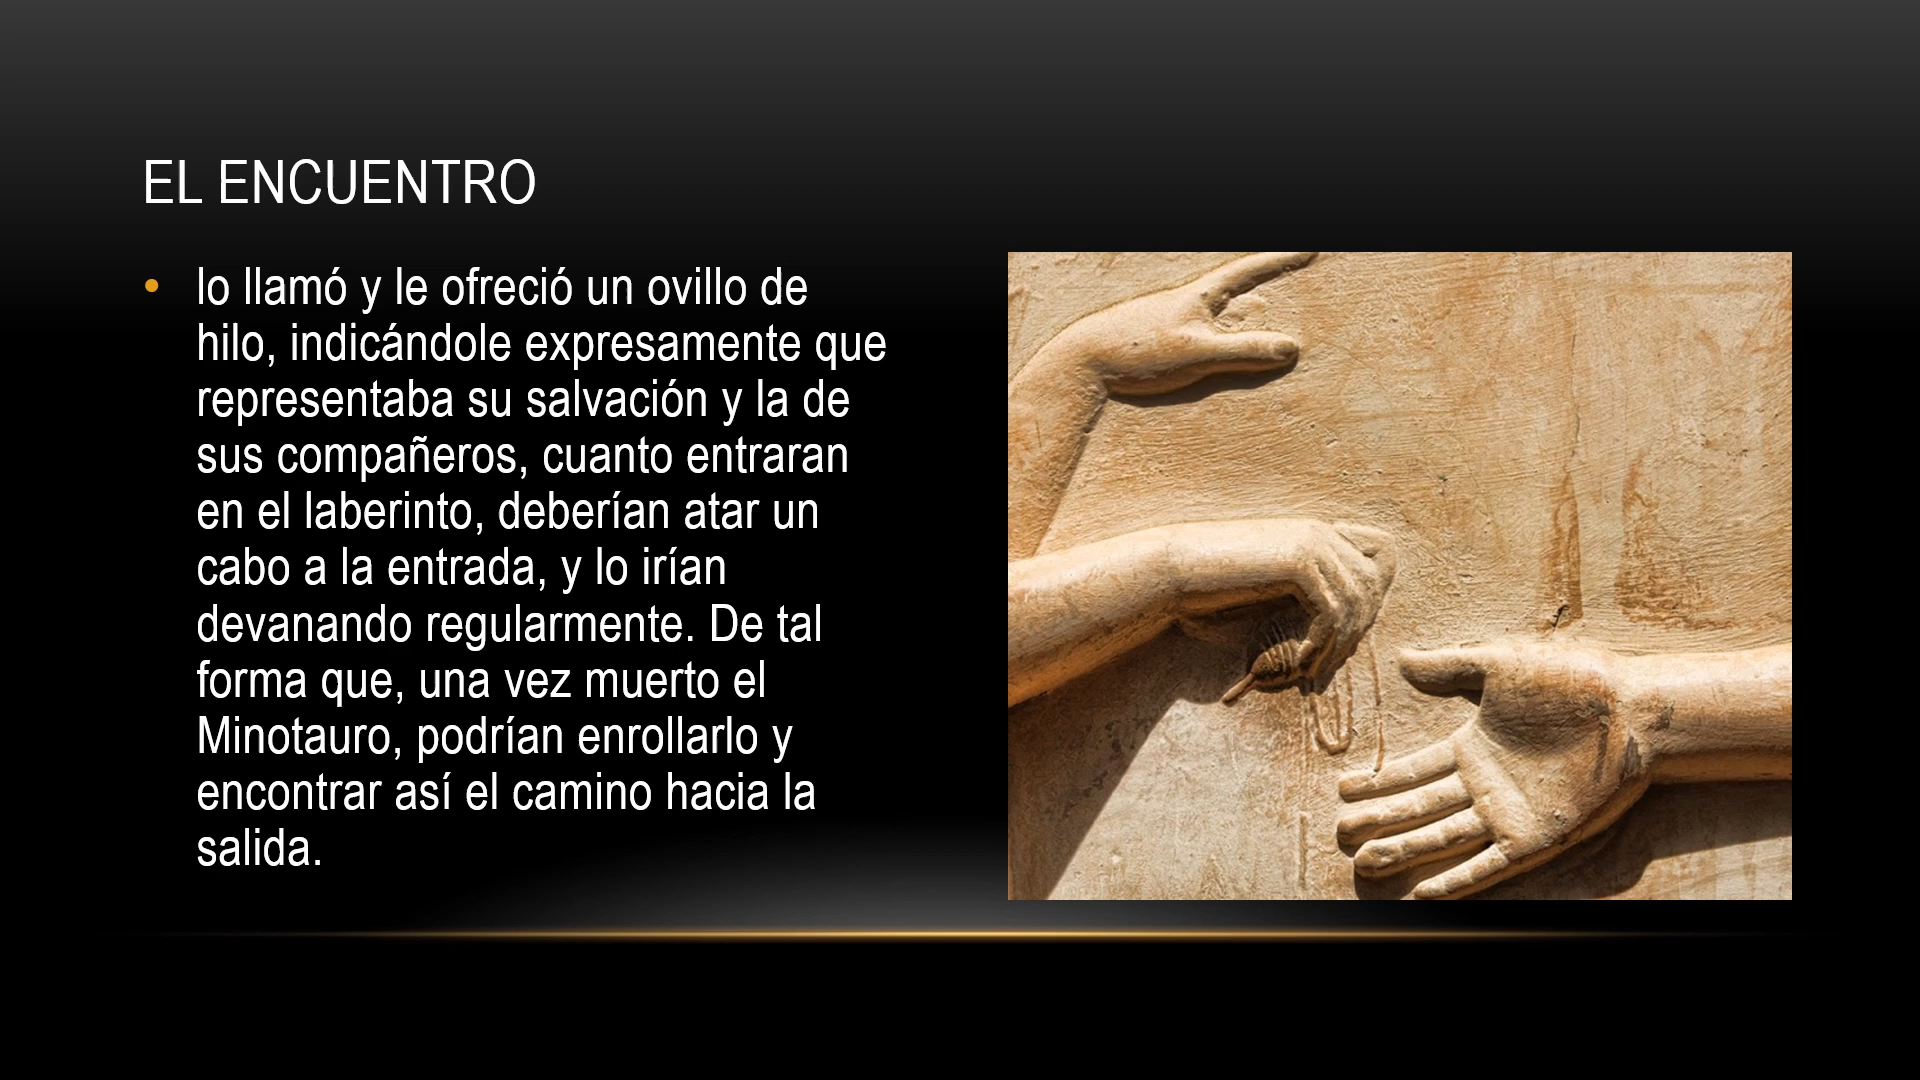 EL ENCUENTRO
• lo llamó y le ofreció un ovillo de
hilo, indicándole expresamente que
representaba su salvación y la de
sus compañeros, cuanto entraran
en el laberinto, deberían atar un
cabo a la entrada, y lo irían
devanando regularmente. De tal
forma que, una vez muerto el
Minotauro, podrían enrollarlo y
encontrar así el camino hacia la
salida.